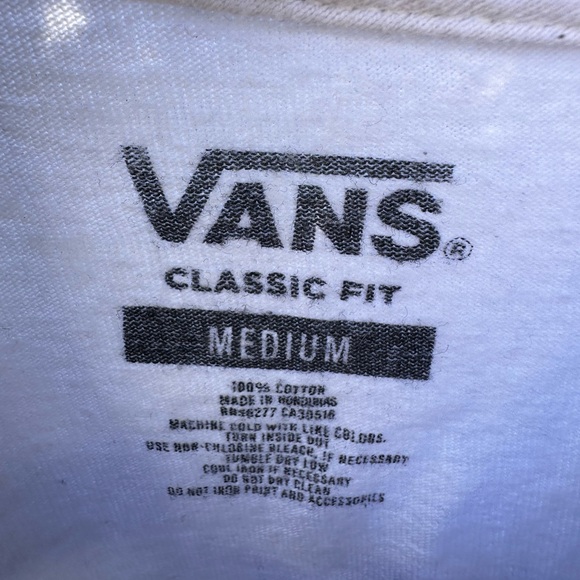 VANS®
CLASSIC FIT
MEDIUM
100% COTTON
MADE IN HONDURAS
CA30516
MACHINE COLD WITH LIKE COLORS.
TURN INSIDE OUT
USE NON-CHLORINE BLEACH, IF NECESSARY
TUMBLE DRY LOW
COOL IRON IF NECESSARY
DO NOT DRY CLEAN
DO NOT IRON PRINT AND ACCESSORIES